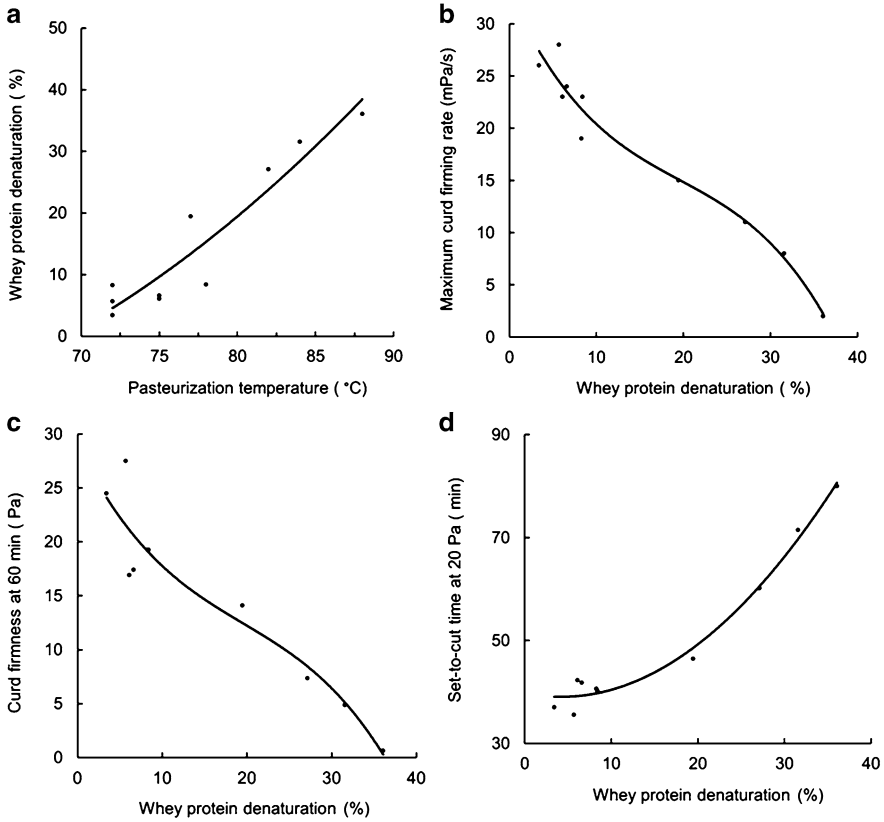 a
50
40
30
20
10
0
70 75 80 85 90
Whey protein denaturation ( %)
Pasteurization temperature ( °C)
b
30
25
20
15
10
5
0
0 10 20 30 40
Maximum curd firming rate (mPa/s)
Whey protein denaturation ( %)
c
30
25
20
15
10
5
0
0 10 20 30 40
Curd firmness at 60 min ( Pa)
Whey protein denaturation (%)
d
90
70
50
30
0 10 20 30 40
Set-to-cut time at 20 Pa ( min)
Whey protein denaturation (%)